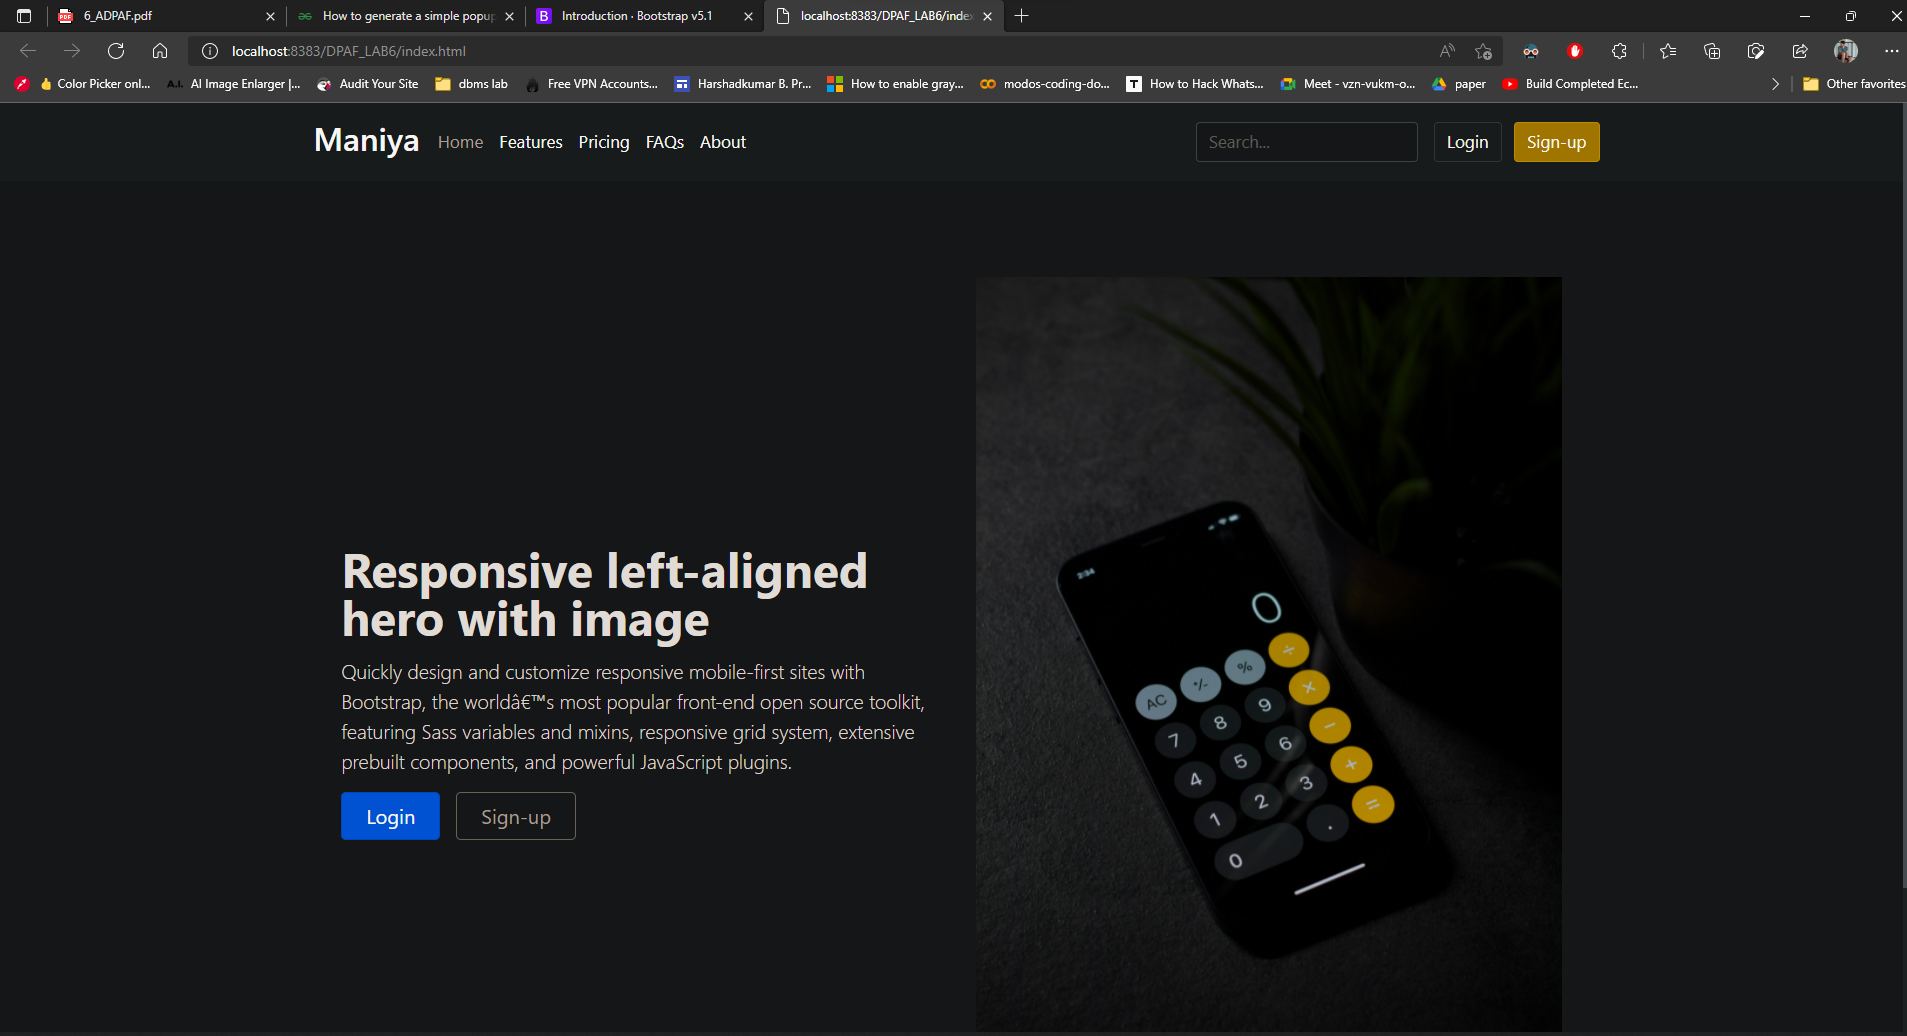 6_ADPAF.pdf
How to generate a simple popup
B Introduction · Bootstrap v5.1
localhost:8383/DPAF_LAB6/index
localhost:8383/DPAF_LAB6/index.html
Color Picker onl...
A.I. AI Image Enlarger |...
Audit Your Site
dbms lab
Free VPN Accounts...
Harshadkumar B. Pr...
How to enable gray...
modos-coding-do...
T How to Hack Whats...
Meet - vzn-vukm-o...
paper
Build Completed Ec...
Other favorites
Maniya Home Features Pricing FAQs About
Search...
Login
Sign-up
Responsive left-aligned
hero with image
Quickly design and customize responsive mobile-first sites with
Bootstrap, the worldâ€™s most popular front-end open source toolkit,
featuring Sass variables and mixins, responsive grid system, extensive
prebuilt components, and powerful JavaScript plugins.
Login
Sign-up
2:34
0
AC +/- % ÷
7 8 9 ×
4 5 6 −
1 2 3 +
0 . =